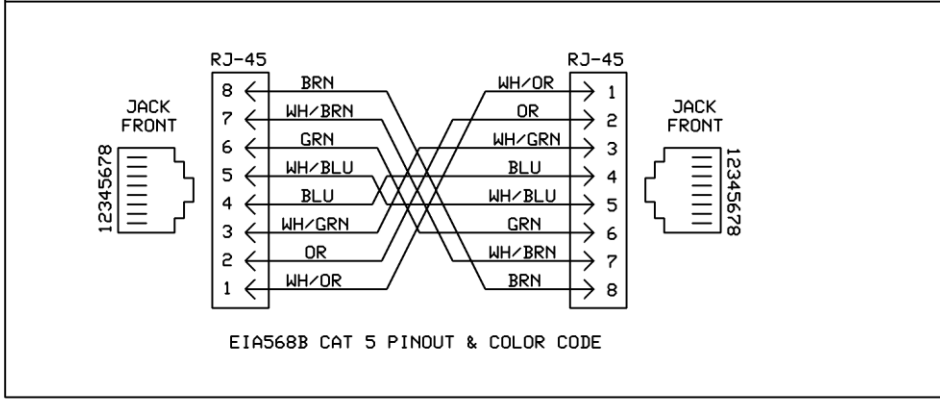 RJ-45 RJ-45
8 BRN WH/OR 1
7 WH/BRN OR 2
6 GRN WH/GRN 3
5 WH/BLU BLU 4
4 BLU WH/BLU 5
3 WH/GRN GRN 6
2 OR WH/BRN 7
1 WH/OR BRN 8
JACK
FRONT
12345678
JACK
FRONT
12345678
EIA568B CAT 5 PINOUT & COLOR CODE